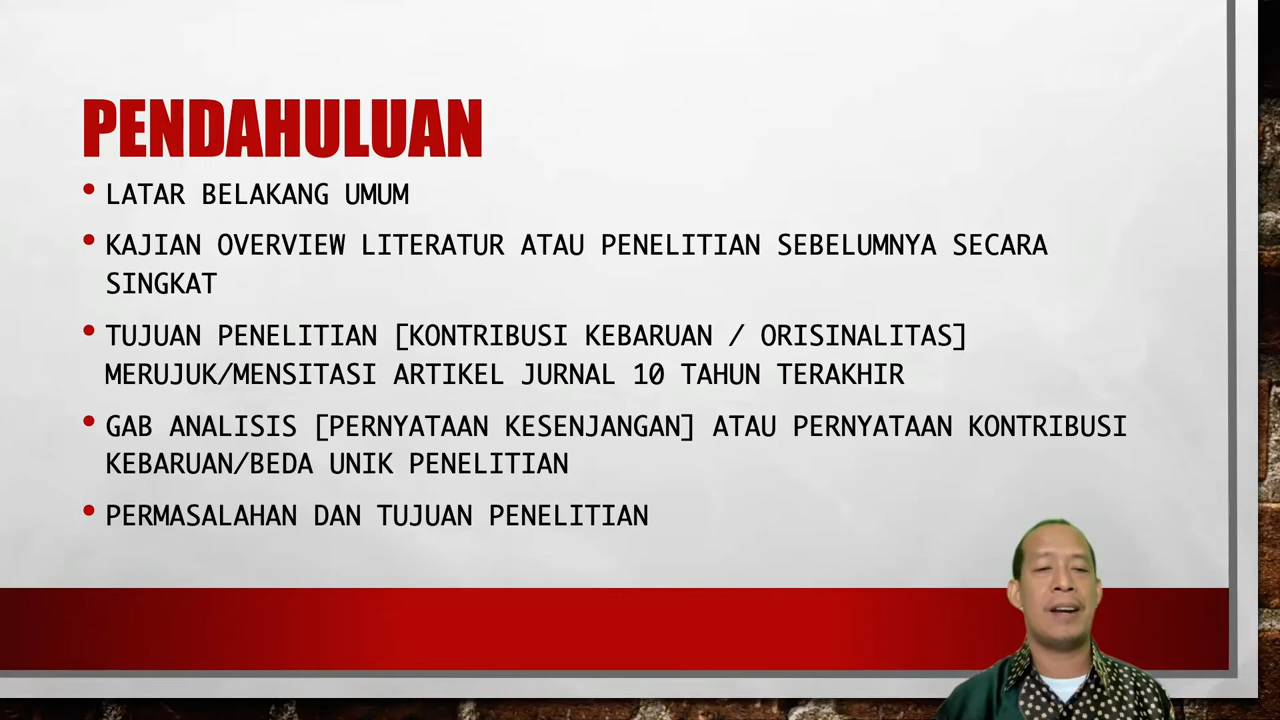 PENDAHULUAN
• LATAR BELAKANG UMUM
• KAJIAN OVERVIEW LITERATUR ATAU PENELITIAN SEBELUMNYA SECARA
SINGKAT
• TUJUAN PENELITIAN [KONTRIBUSI KEBARUAN / ORISINALITAS]
MERUJUK/MENSITASI ARTIKEL JURNAL 10 TAHUN TERAKHIR
• GAB ANALISIS [PERNYATAAN KESENJANGAN] ATAU PERNYATAAN KONTRIBUSI
KEBARUAN/BEDA UNIK PENELITIAN
• PERMASALAHAN DAN TUJUAN PENELITIAN